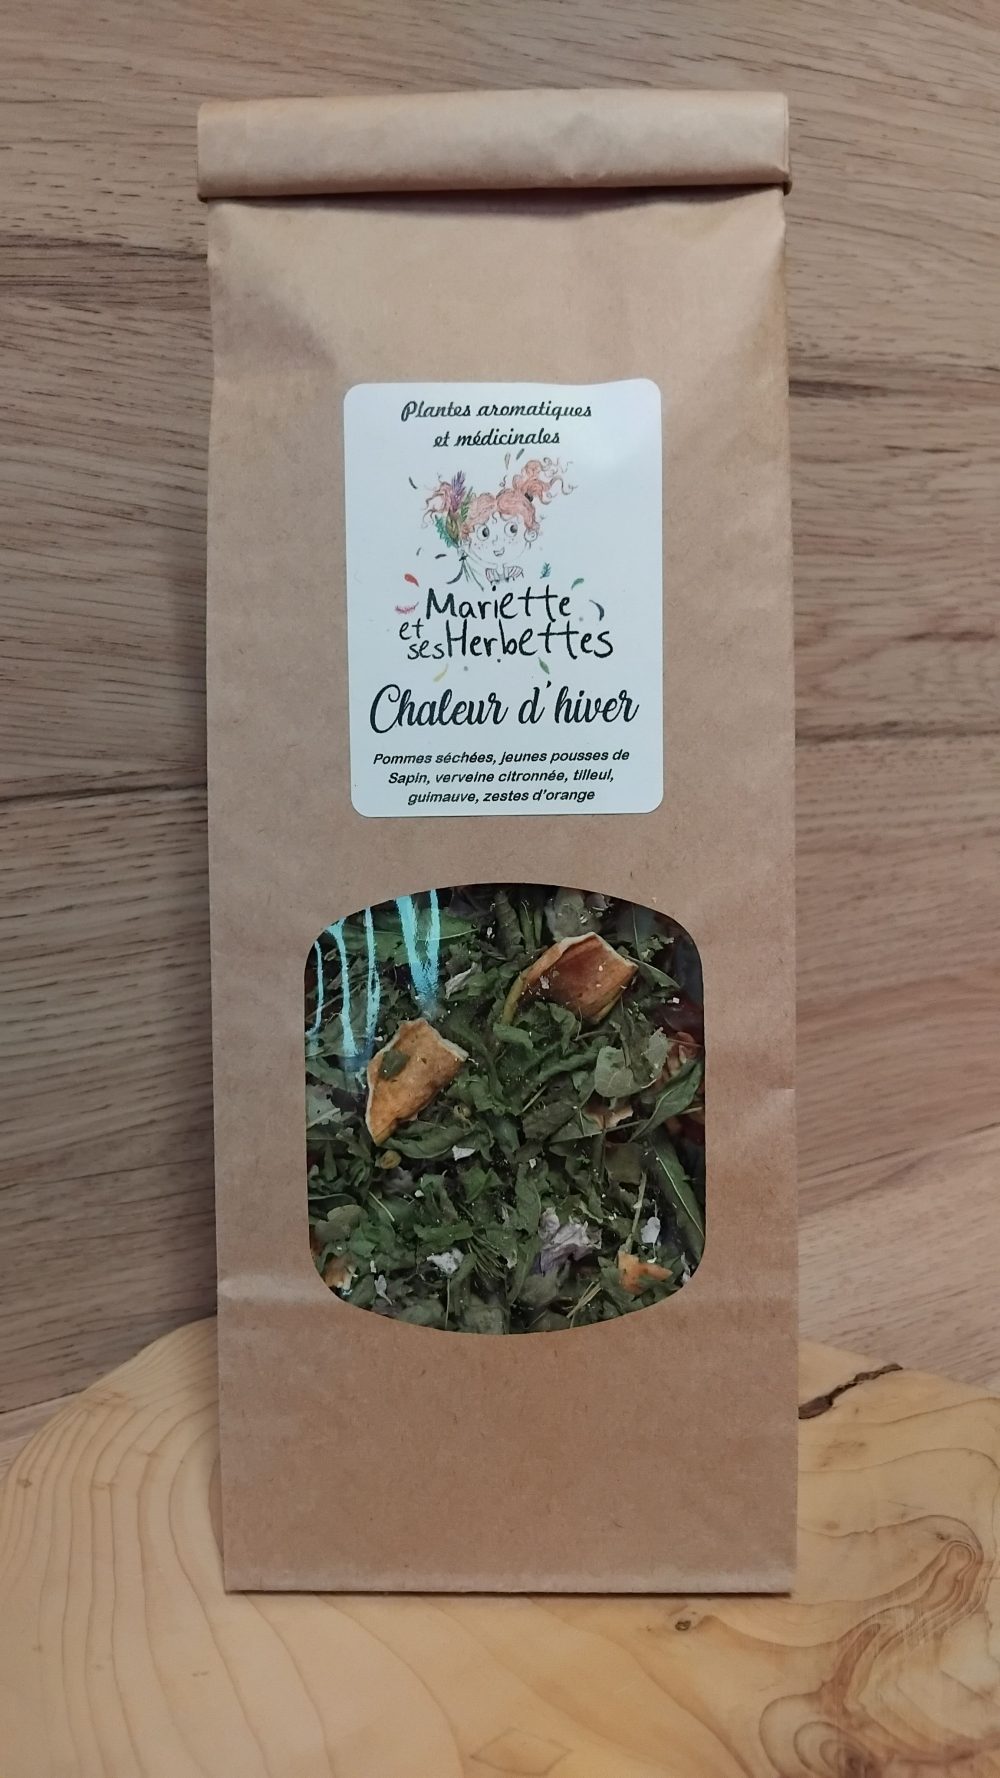 Plantes aromatiques
et médicinales
Mariette
et
ses Herbettes
Chaleur d'hiver
Pommes séchées, jeunes pousses de
Sapin, verveine citronnée, tilleul,
guimauve, zestes d'orange